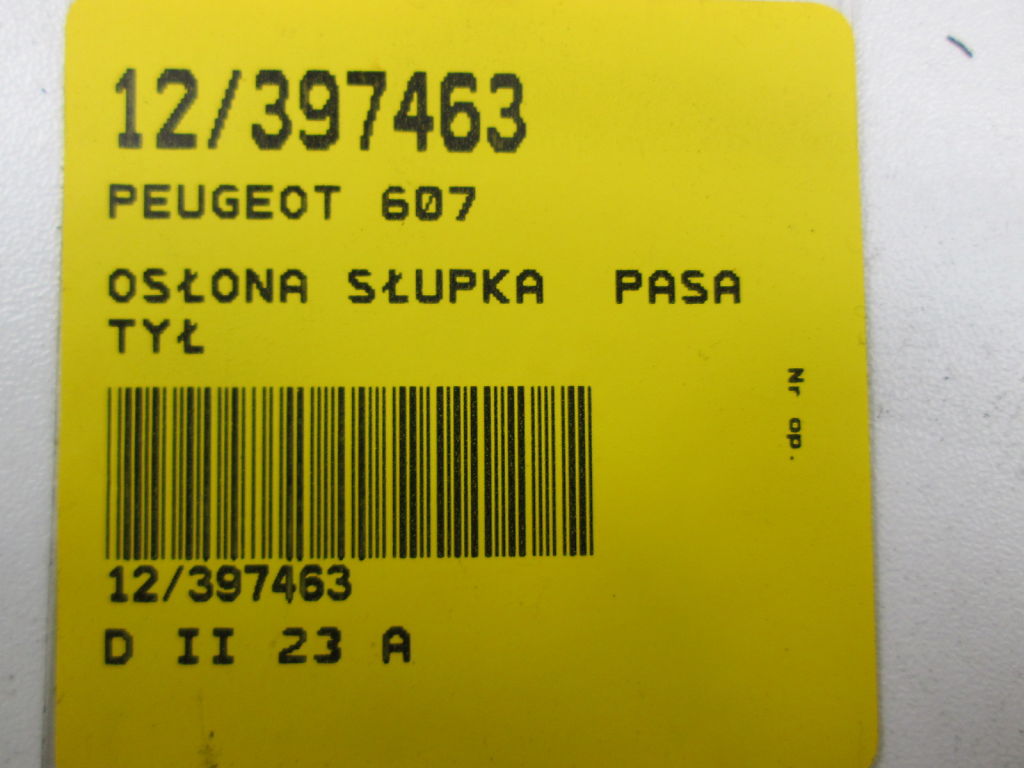 12/397463
PEUGEOT 607
OSŁONA SŁUPKA PASA
TYŁ
Nr op.
12/397463
D II 23 A